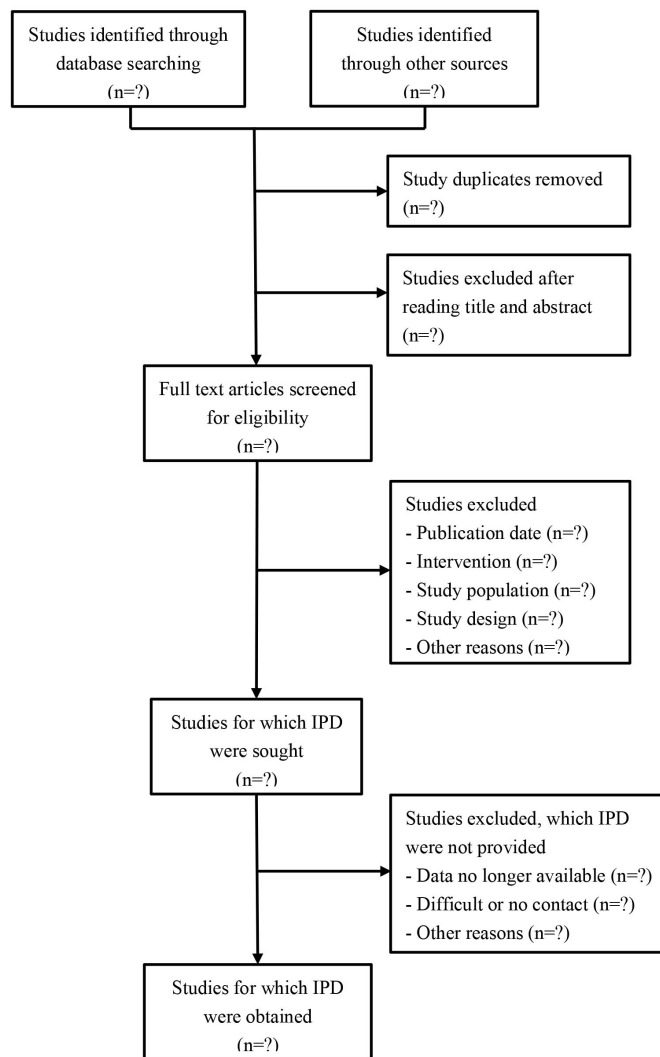 Studies identified through
database searching
(n=?)
Studies identified
through other sources
(n=?)
Study duplicates removed
(n=?)
Studies excluded after
reading title and abstract
(n=?)
Full text articles screened
for eligibility
(n=?)
Studies excluded
- Publication date (n=?)
- Intervention (n=?)
- Study population (n=?)
- Study design (n=?)
- Other reasons (n=?)
Studies for which IPD
were sought
(n=?)
Studies excluded, which IPD
were not provided
- Data no longer available (n=?)
- Difficult or no contact (n=?)
- Other reasons (n=?)
Studies for which IPD
were obtained
(n=?)